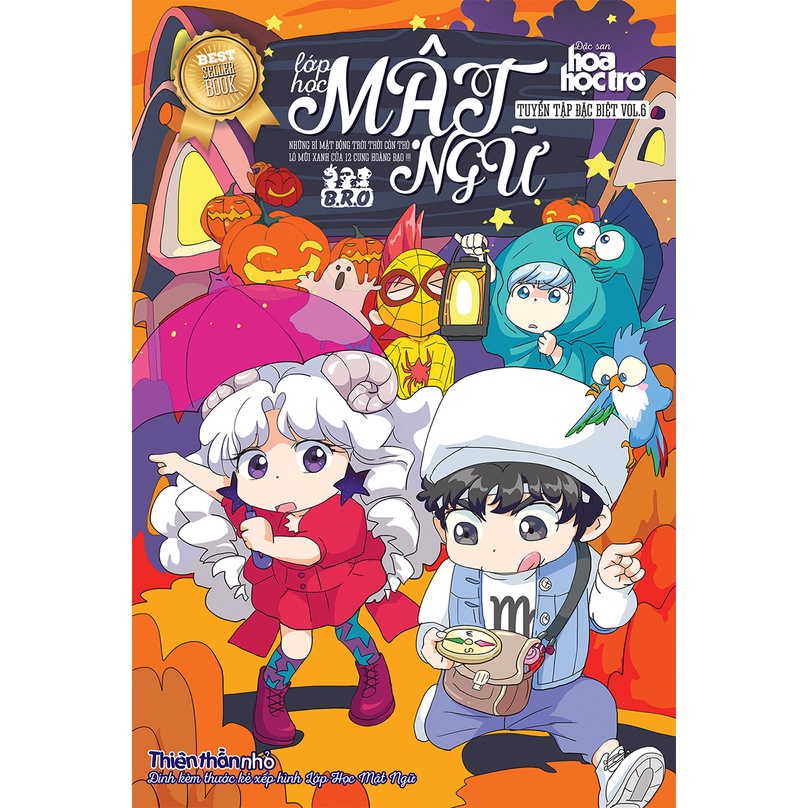 BEST
SELLER
BOOK
lớp
học
MẬT
NGỮ
Đặc san
hoa
học trò
TUYỂN TẬP ĐẶC BIỆT VOL.6
NHỮNG BÍ MẬT ĐỘNG TRỜI THỜI CÒN THÒ
LÒ MŨI XANH CỦA 12 CUNG HOÀNG ĐẠO !!!
B.R.O
Thiên thần nhỏ
Đính kèm thước kẻ xếp hình Lớp Học Mật Ngữ